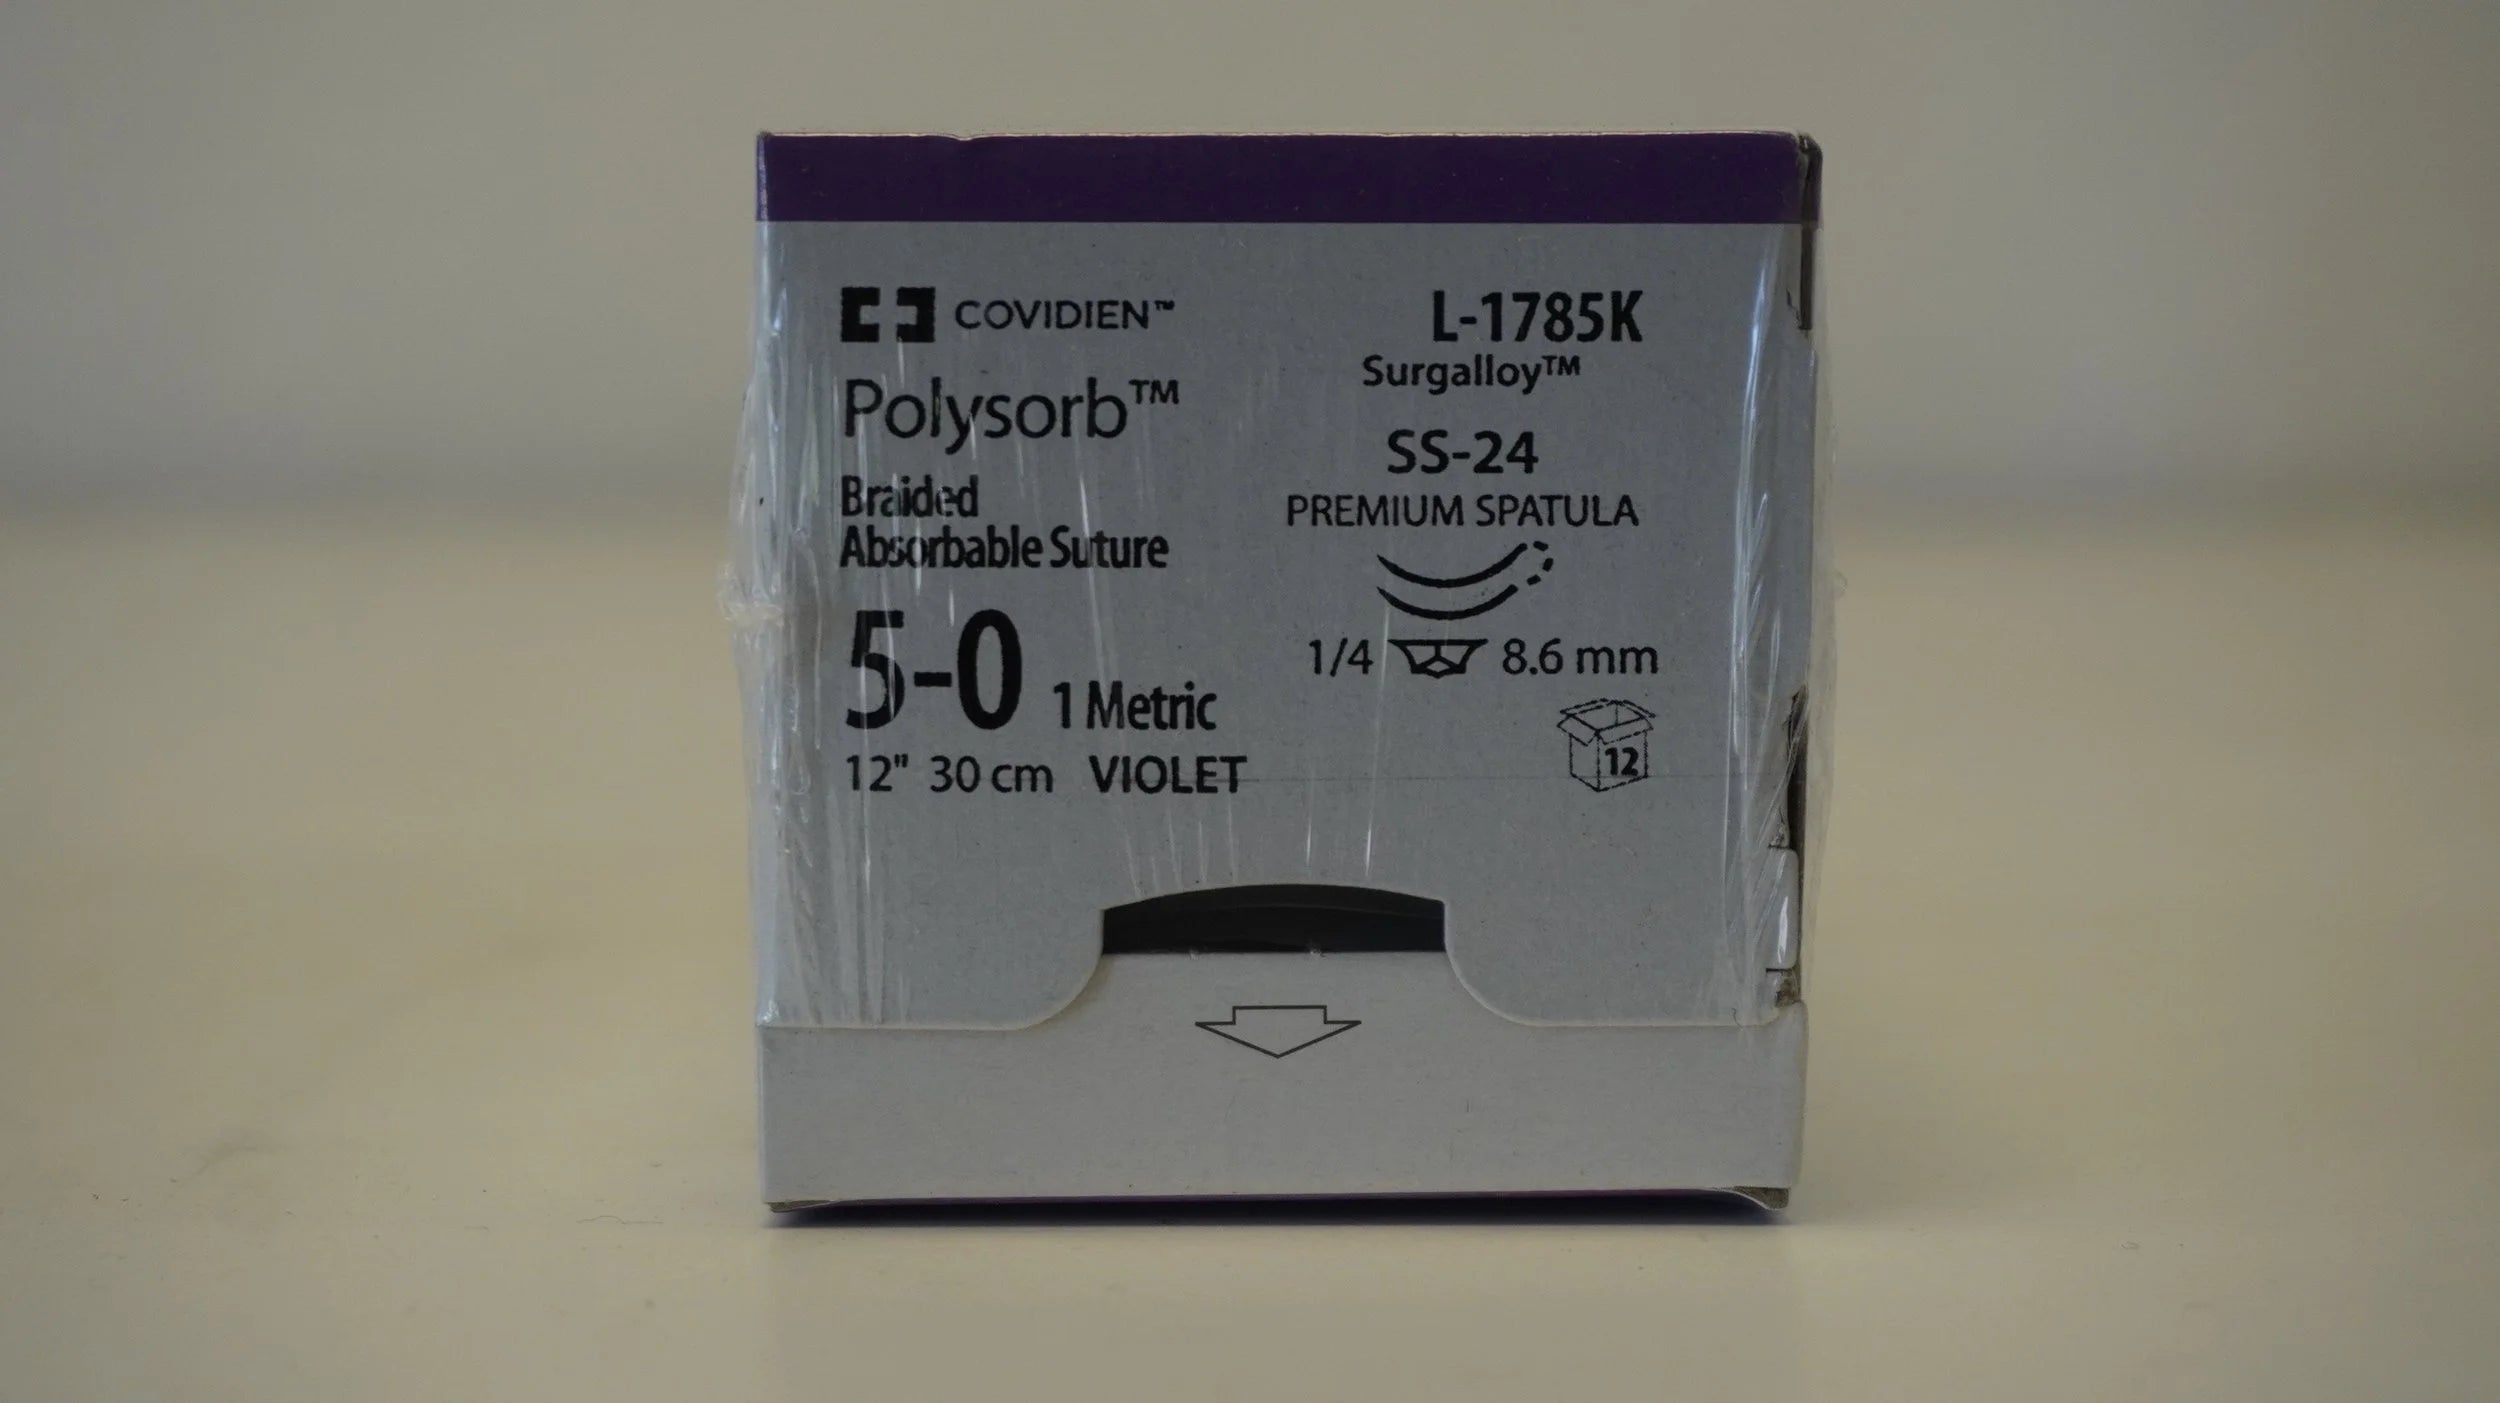 COVIDIEN™
Polysorb™
Braided
Absorbable Suture
5-0 1 Metric
12" 30 cm VIOLET
L-1785K
Surgalloy™
SS-24
PREMIUM SPATULA
1/4 8.6 mm
12